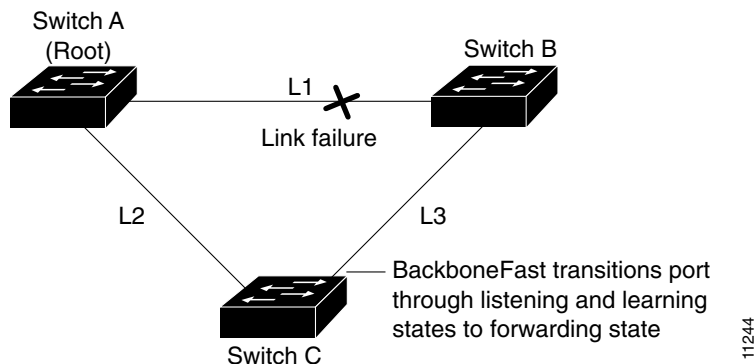 Switch A
(Root)
Switch B
L1
Link failure
L2
L3
BackboneFast transitions port
through listening and learning
states to forwarding state
Switch C
11244